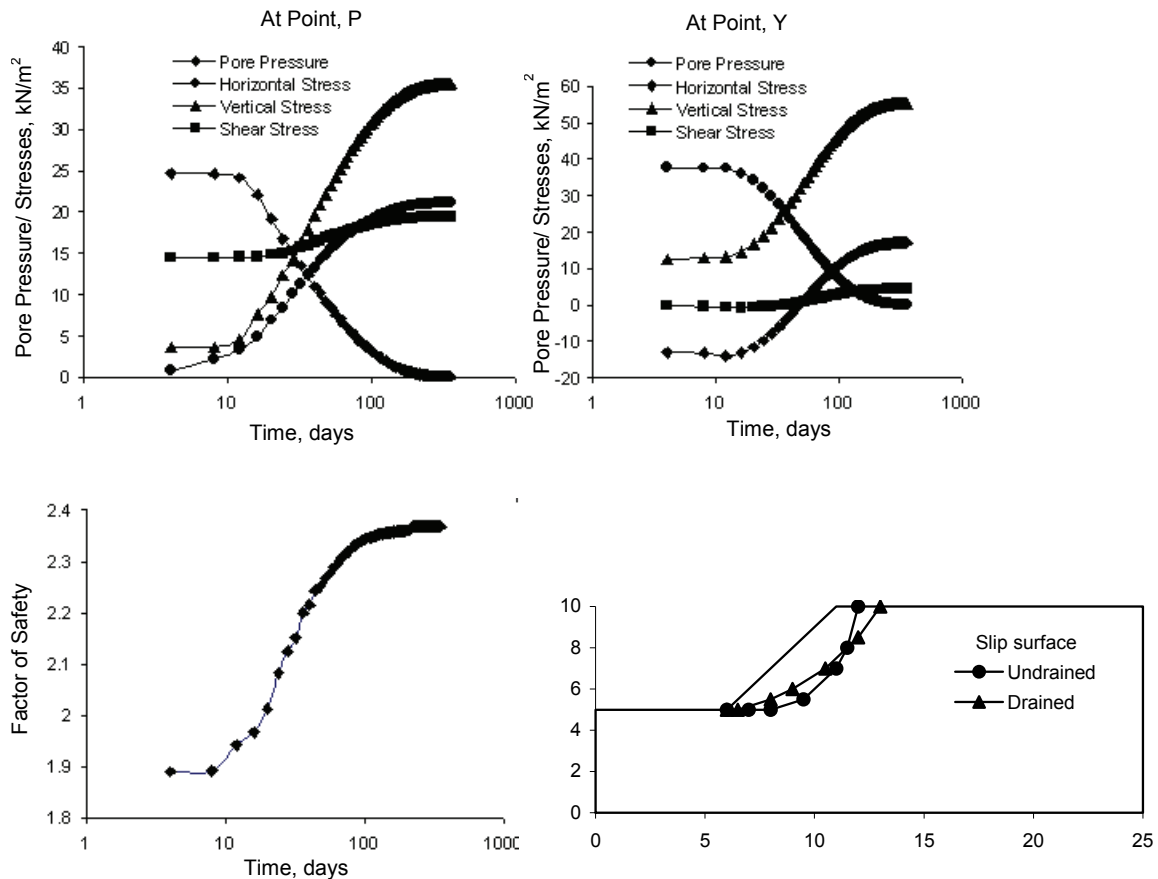 At Point, P
Pore Pressure/ Stresses, kN/m²
40
35
30
25
20
15
10
5
0
Pore Pressure
Horizontal Stress
Vertical Stress
Shear Stress
1
10
100
1000
Time, days
At Point, Y
Pore Pressure/ Stresses, kN/m²
60
50
40
30
20
10
0
-10
-20
Pore Pressure
Horizontal Stress
Vertical Stress
Shear Stress
1
10
100
1000
Time, days
Factor of Safety
2.4
2.3
2.2
2.1
2
1.9
1.8
1
10
100
1000
Time, days
10
8
6
4
2
0
Slip surface
Undrained
Drained
0
5
10
15
20
25